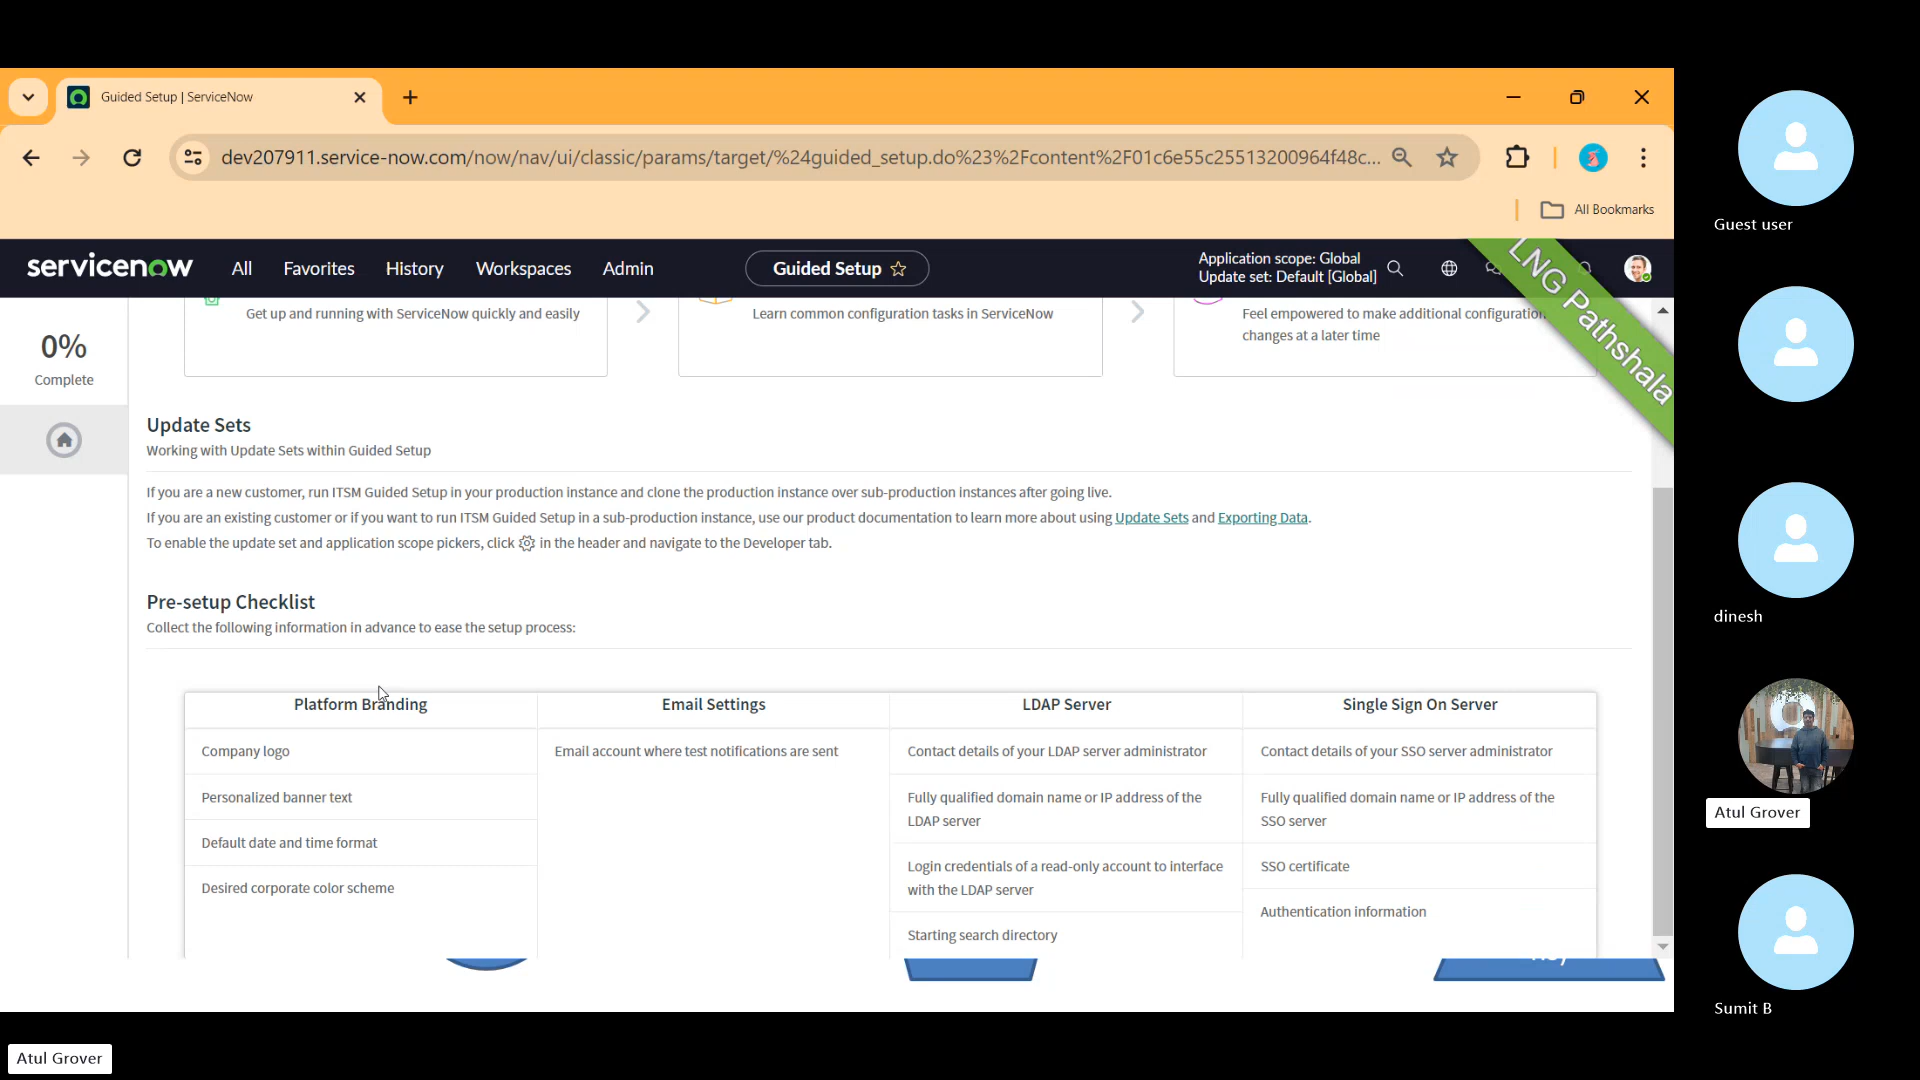 Guided Setup | ServiceNow
dev207911.service-now.com/now/nav/ui/classic/params/target/%24guided_setup.do%23%2Fcontent%2F01c6e55c25513200964f48c...
All Bookmarks
servicenow
All
Favorites
History
Workspaces
Admin
Guided Setup
Application scope: Global
Update set: Default [Global]
LNG Pathshala
0%
Complete
Get up and running with ServiceNow quickly and easily
Learn common configuration tasks in ServiceNow
Feel empowered to make additional configuration
changes at a later time
Update Sets
Working with Update Sets within Guided Setup
If you are a new customer, run ITSM Guided Setup in your production instance and clone the production instance over sub-production instances after going live.
If you are an existing customer or if you want to run ITSM Guided Setup in a sub-production instance, use our product documentation to learn more about using Update Sets and Exporting Data.
To enable the update set and application scope pickers, click in the header and navigate to the Developer tab.
Pre-setup Checklist
Collect the following information in advance to ease the setup process:
Platform Branding
Company logo
Personalized banner text
Default date and time format
Desired corporate color scheme
Email Settings
Email account where test notifications are sent
LDAP Server
Contact details of your LDAP server administrator
Fully qualified domain name or IP address of the
LDAP server
Login credentials of a read-only account to interface
with the LDAP server
Starting search directory
Single Sign On Server
Contact details of your SSO server administrator
Fully qualified domain name or IP address of the
SSO server
SSO certificate
Authentication information
Guest user
dinesh
Atul Grover
Sumit B
Atul Grover